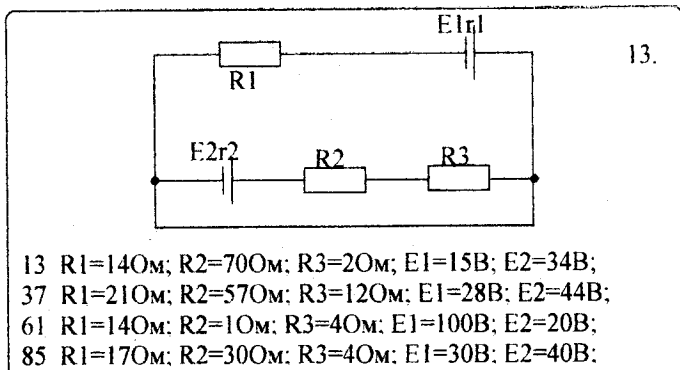 E1r1
13.
R1
E2r2
R2
R3
13 R1=14Ом; R2=70Ом; R3=2Ом; E1=15В; E2=34В;
37 R1=21Ом; R2=57Ом; R3=12Ом; E1=28В; E2=44В;
61 R1=14Ом; R2=1Ом; R3=4Ом; E1=100В; E2=20В;
85 R1=17Ом; R2=30Ом; R3=4Ом; E1=30В; E2=40В;